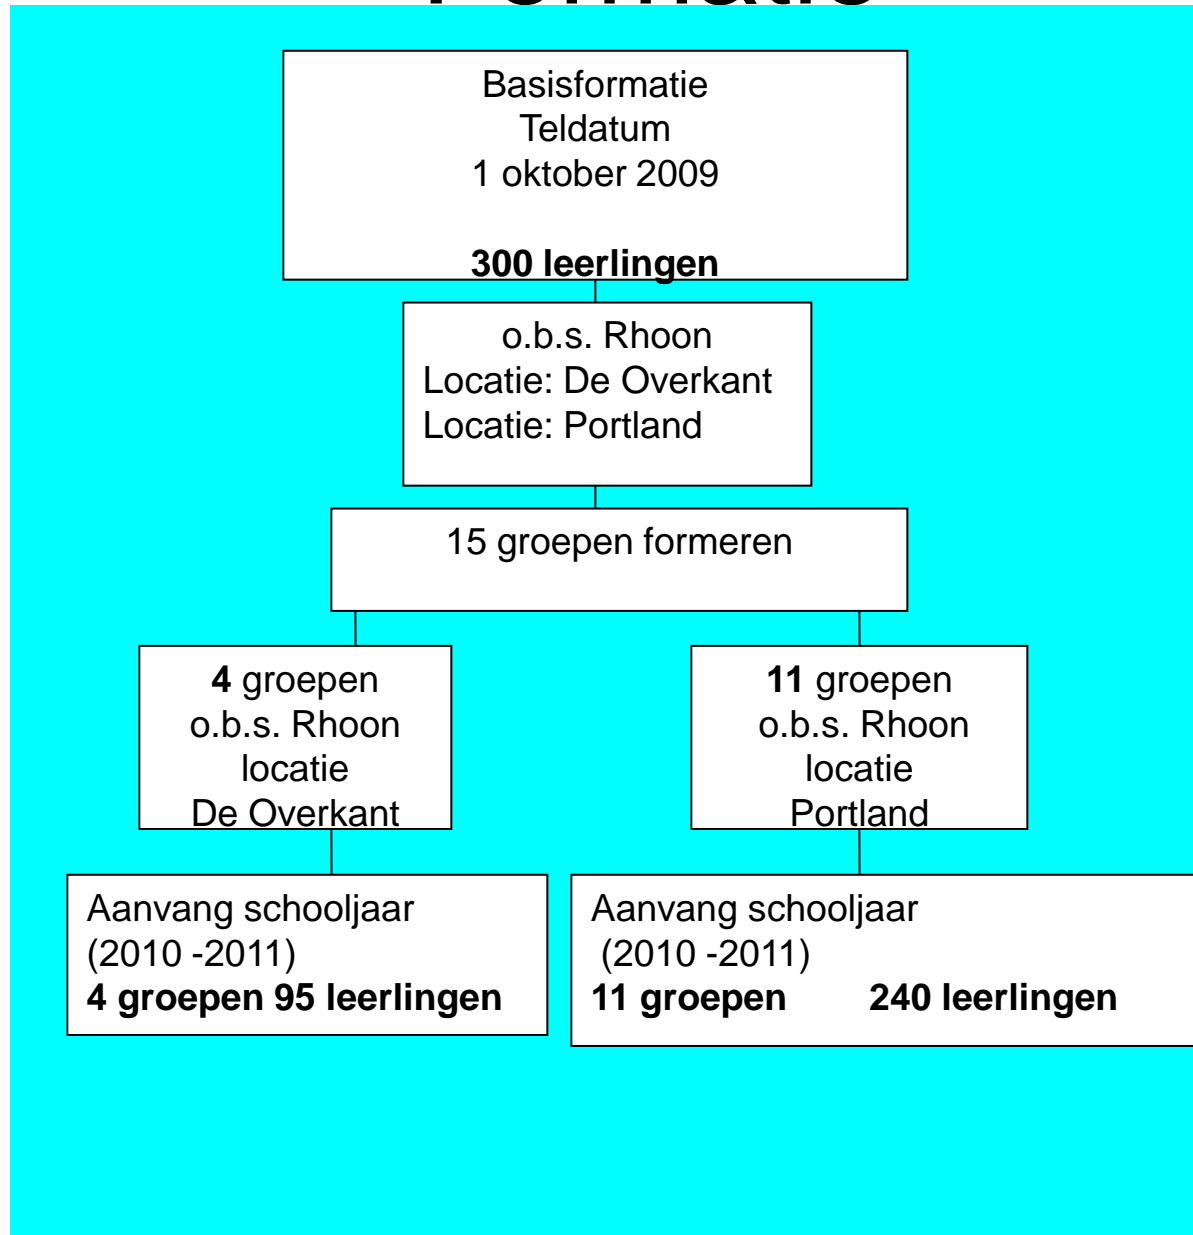 Formatie
Basisformatie
Teldatum
1 oktober 2009
300 leerlingen
o.b.s. Rhoon
Locatie: De Overkant
Locatie: Portland
15 groepen formeren
4 groepen
o.b.s. Rhoon
locatie
De Overkant
11 groepen
o.b.s. Rhoon
locatie
Portland
Aanvang schooljaar
(2010 -2011)
4 groepen 95 leerlingen
Aanvang schooljaar
(2010 -2011)
11 groepen 240 leerlingen